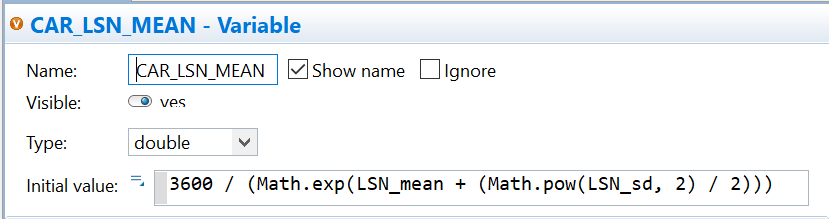 CAR_LSN_MEAN - Variable
Name: CAR_LSN_MEAN Show name Ignore
Visible: yes
Type: double
Initial value: 3600 / (Math.exp(LSN_mean + (Math.pow(LSN_sd, 2) / 2)))